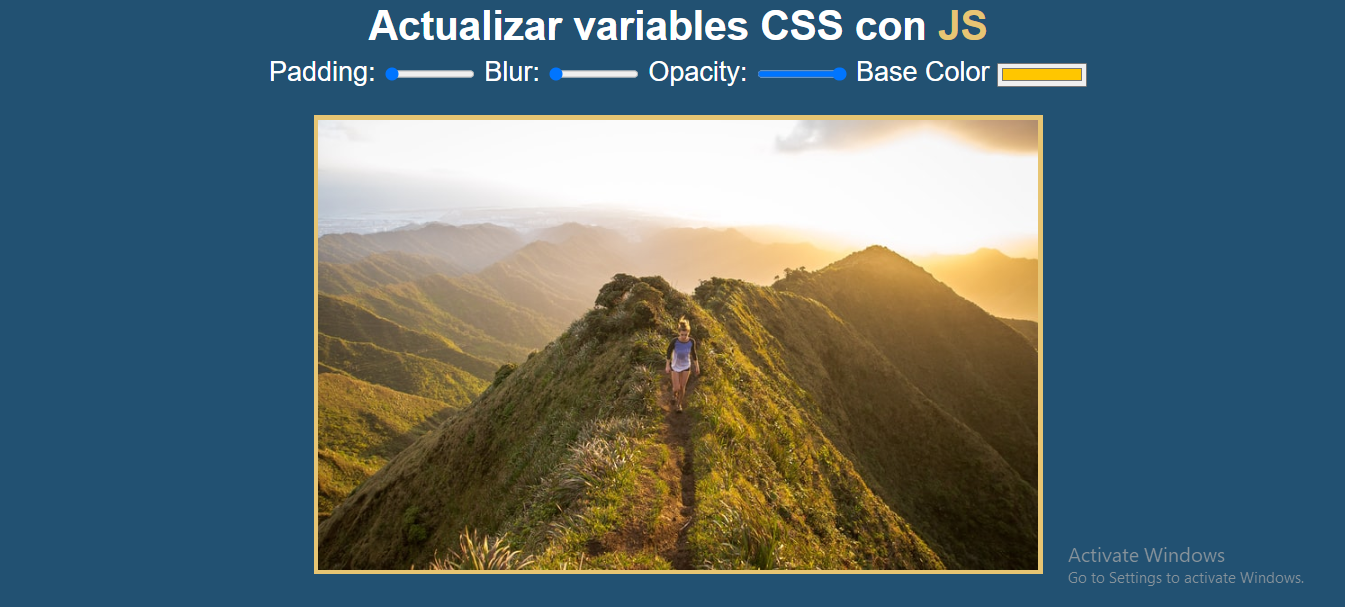 Actualizar variables CSS con JS
Padding: Blur: Opacity: Base Color
Activate Windows
Go to Settings to activate Windows.